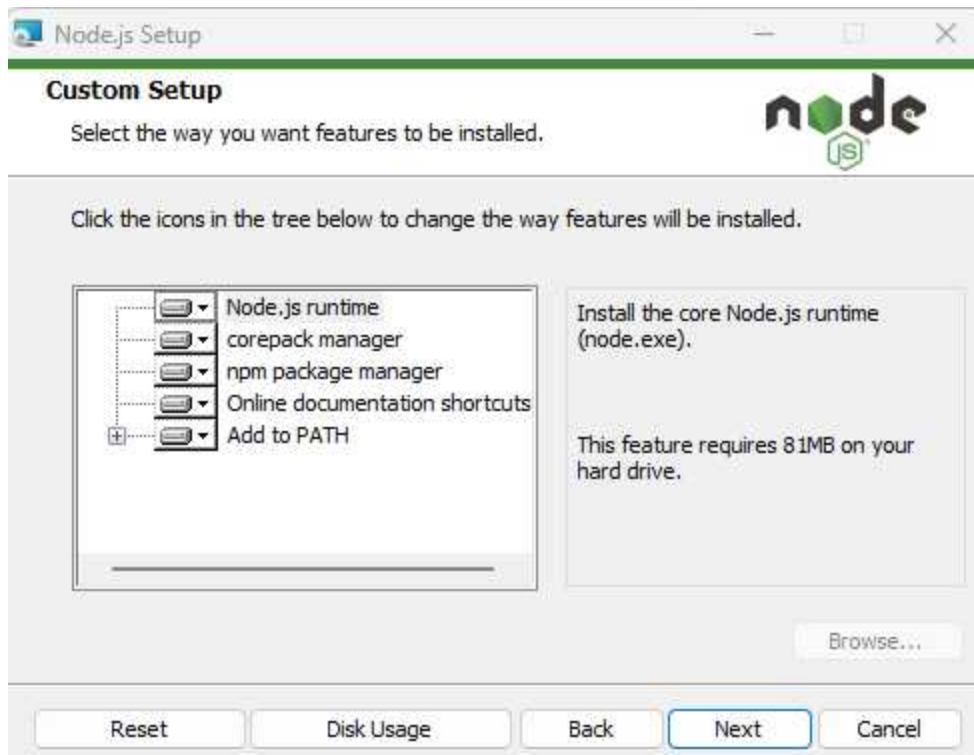 Node.js Setup
Custom Setup
Select the way you want features to be installed.
node
JS
Click the icons in the tree below to change the way features will be installed.
Node.js runtime
corepack manager
npm package manager
Online documentation shortcuts
Add to PATH
Install the core Node.js runtime
(node.exe).
This feature requires 81MB on your
hard drive.
Browse...
Reset
Disk Usage
Back
Next
Cancel